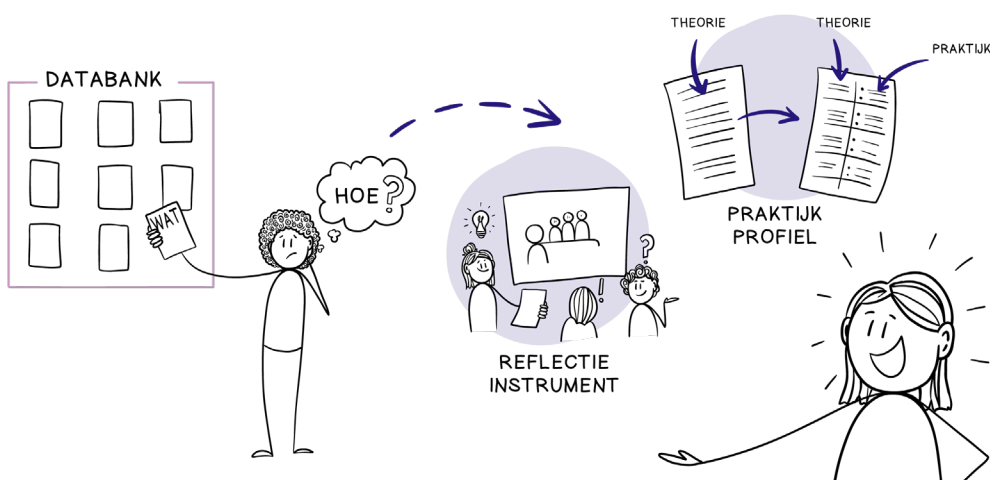 DATABANK
WAT
HOE?
?
!
REFLECTIE
INSTRUMENT
THEORIE
THEORIE
PRAKTIJK
PRAKTIJK
PROFIEL